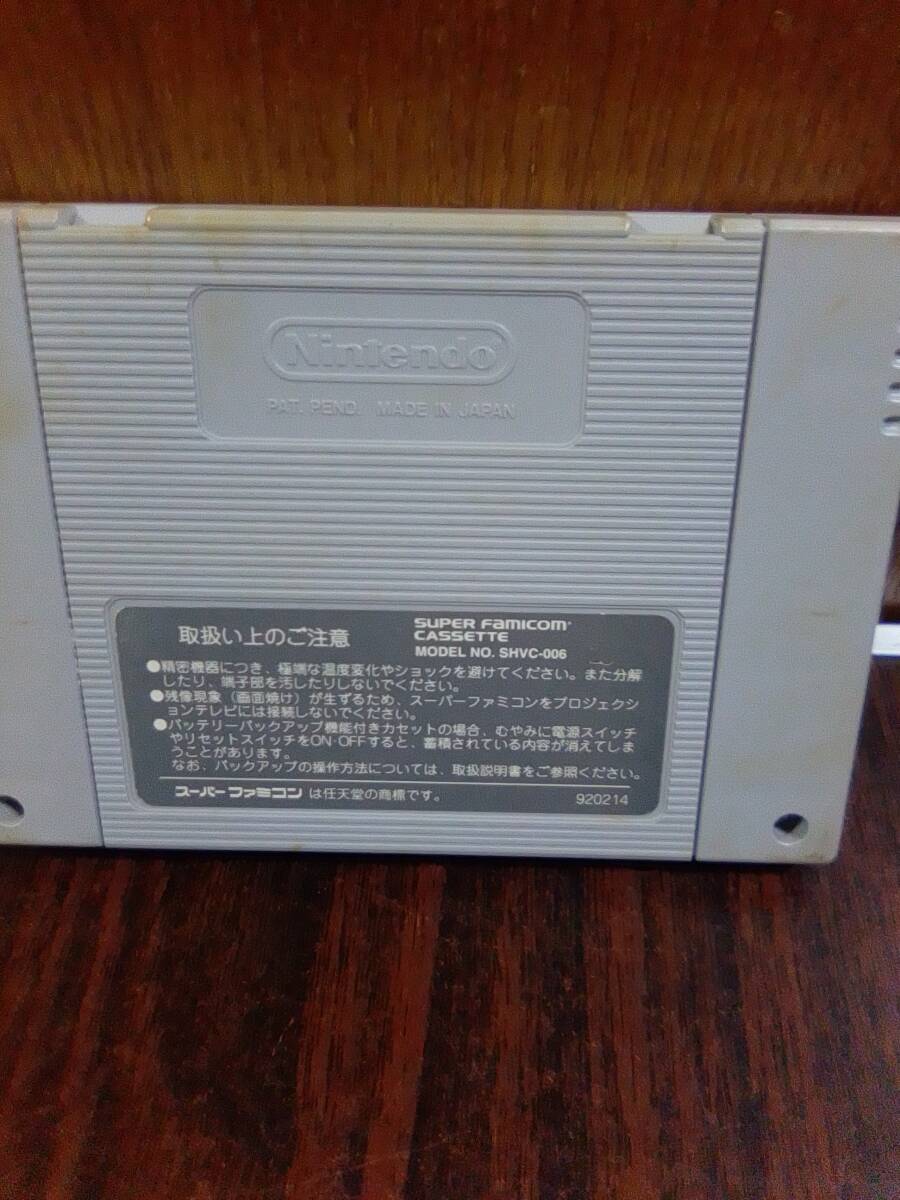 Nintendo
PAT. PEND. MADE IN JAPAN
取扱い上のご注意
SUPER FAMICOM
CASSETTE
MODEL NO. SHVC-006
●精密機器につき、極端な温度変化やショックを避けてください。また分解
したり、端子部を汚したりしないでください。
●残像現象（画面焼け）が生ずるため、スーパーファミコンをプロジェクシ
ョンテレビには接続しないでください。
●バッテリーバックアップ機能付きカセットの場合、むやみに電源スイッチ
やリセットスイッチをON·OFFすると、蓄積されている内容が消えてしま
うことがあります。
なお、バックアップの操作方法については、取扱説明書をご参照ください。
スーパーファミコン は任天堂の商標です。
920214